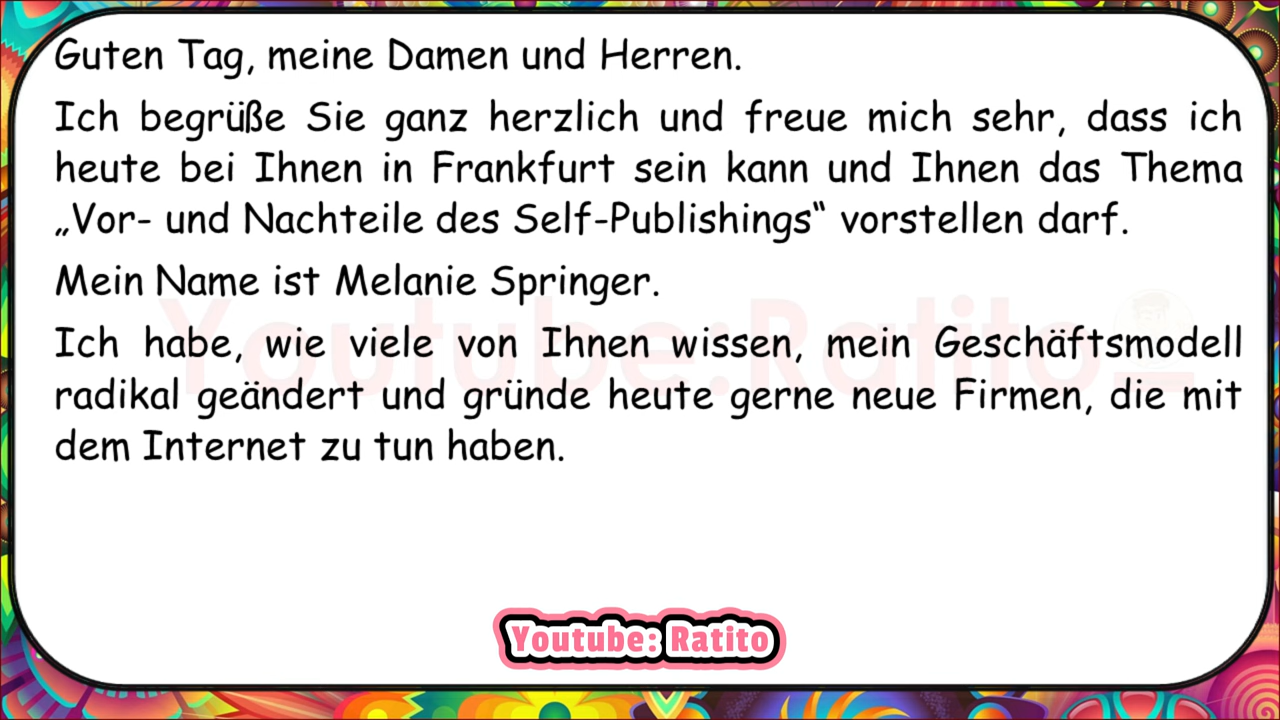 Guten Tag, meine Damen und Herren.
Ich begrüße Sie ganz herzlich und freue mich sehr, dass ich
heute bei Ihnen in Frankfurt sein kann und Ihnen das Thema
„Vor- und Nachteile des Self-Publishings“ vorstellen darf.
Mein Name ist Melanie Springer.
Youtube:Ratito
Ich habe, wie viele von Ihnen wissen, mein Geschäftsmodell
radikal geändert und gründe heute gerne neue Firmen, die mit
dem Internet zu tun haben.
Youtube: Ratito